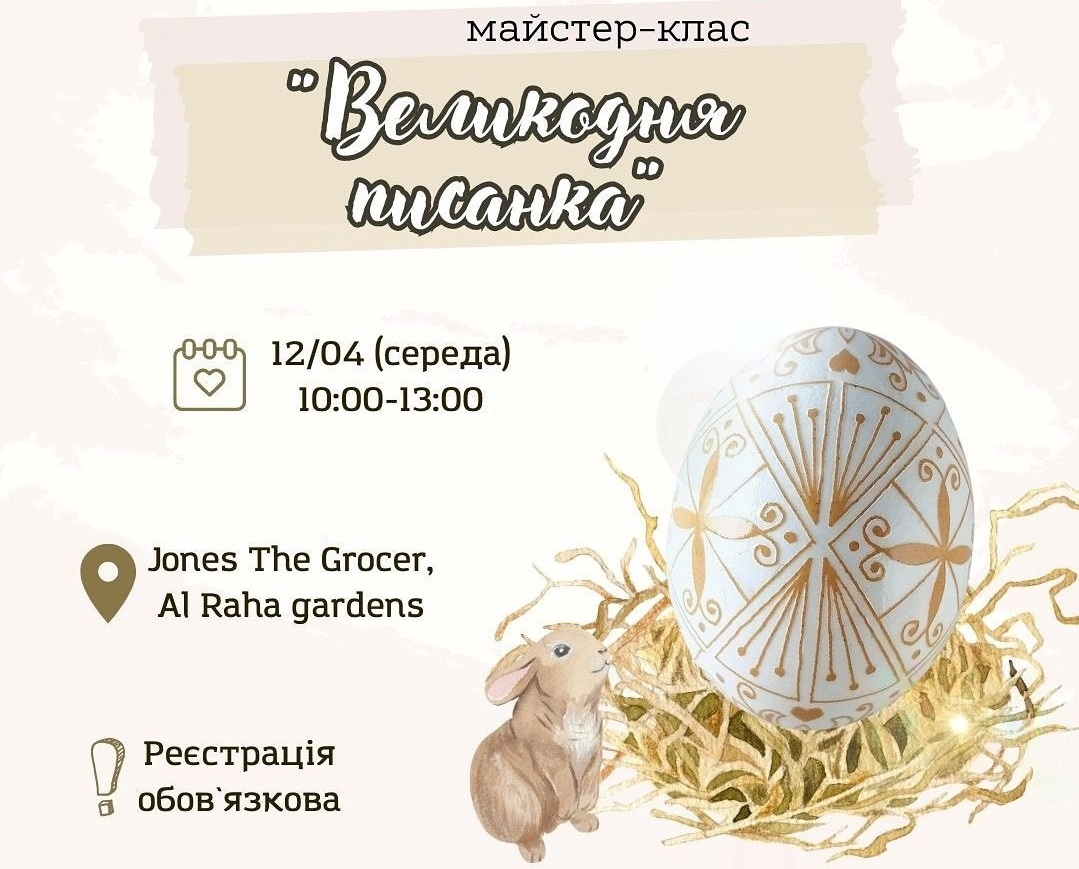 майстер-клас
"Великодня
писанка"
12/04 (середа)
10:00-13:00
Jones The Grocer,
Al Raha gardens
Реєстрація
обов`язкова